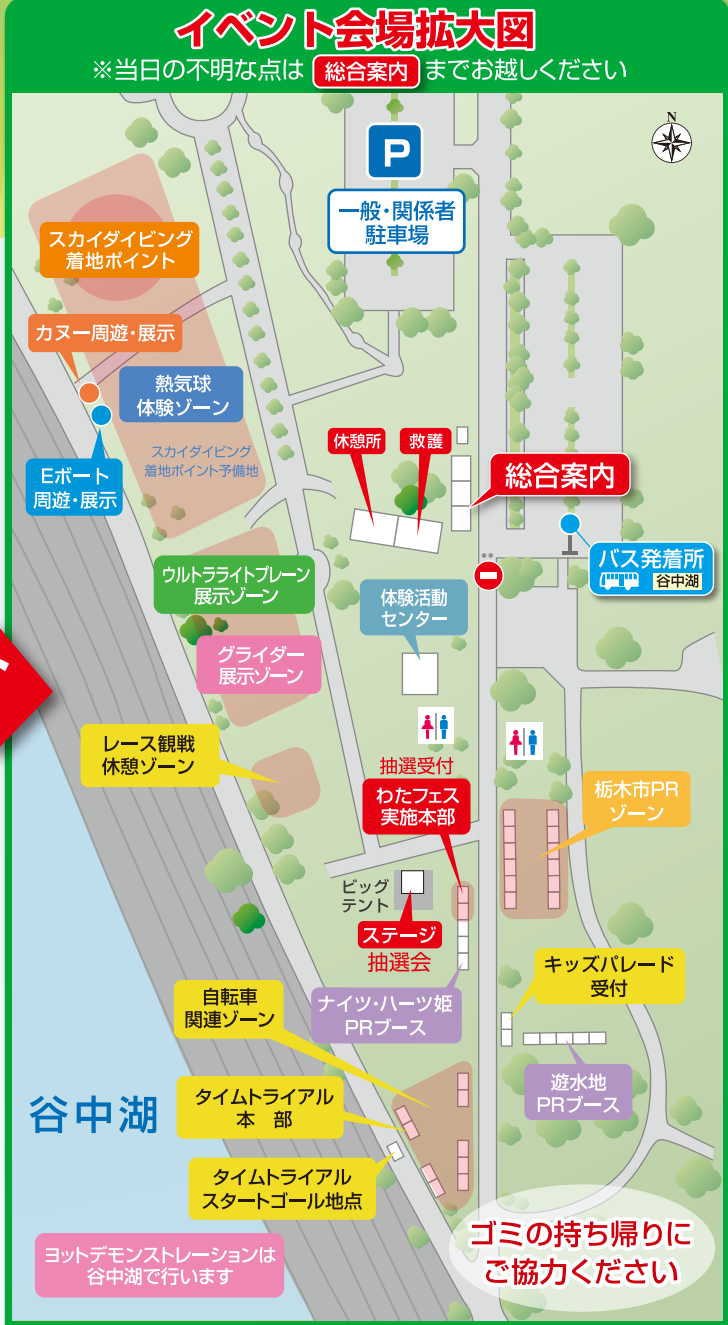 イベント会場拡大図
※当日の不明な点は 総合案内 までお越しください
N
P
一般・関係者
駐車場
スカイダイビング
着地ポイント
カヌー周遊・展示
熱気球
体験ゾーン
スカイダイビング
着地ポイント予備地
Eボート
周遊・展示
休憩所
救護
総合案内
バス発着所
谷中湖
ウルトラライトプレーン
展示ゾーン
体験活動
センター
グライダー
展示ゾーン
レース観戦
休憩ゾーン
抽選受付
わたフェス
実施本部
栃木市PR
ゾーン
ビッグ
テント
ステージ
抽選会
キッズパレード
受付
自転車
関連ゾーン
ナイツ・ハーツ姫
PRブース
遊水地
PRブース
タイムトライアル
本 部
谷中湖
タイムトライアル
スタートゴール地点
ヨットデモンストレーションは
谷中湖で行います
ゴミの持ち帰りに
ご協力ください